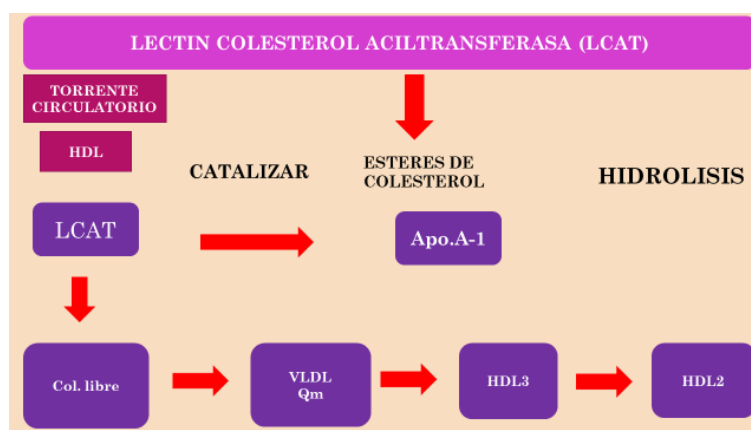 LECTIN COLESTEROL ACILTRANSFERASA (LCAT)
TORRENTE
CIRCULATORIO
HDL
CATALIZAR
ESTERES DE
COLESTEROL
HIDROLISIS
LCAT
Apo.A-1
Col. libre
VLDL
Qm
HDL3
HDL2